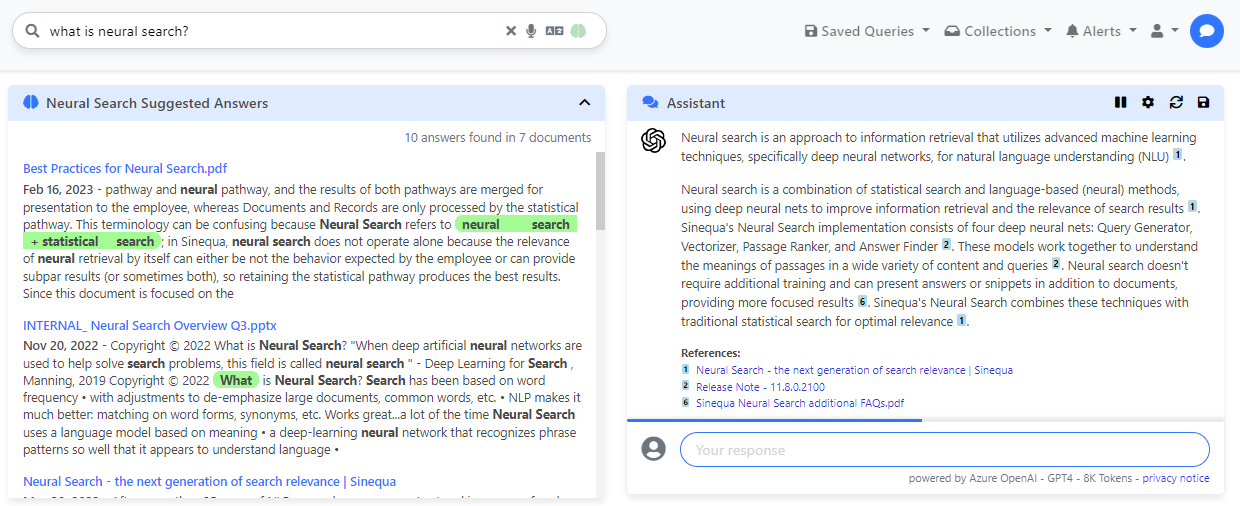 what is neural search?
Saved Queries
Collections
Alerts
Neural Search Suggested Answers
10 answers found in 7 documents
Best Practices for Neural Search.pdf
Feb 16, 2023 - pathway and neural pathway, and the results of both pathways are merged for
presentation to the employee, whereas Documents and Records are only processed by the statistical
pathway. This terminology can be confusing because Neural Search refers to neural search
+ statistical search ; in Sinequa, neural search does not operate alone because the relevance
of neural retrieval by itself can either be not the behavior expected by the employee or can provide
subpar results (or sometimes both), so retaining the statistical pathway produces the best results.
Since this document is focused on the
INTERNAL_ Neural Search Overview Q3.pptx
Nov 20, 2022 - Copyright © 2022 What is Neural Search? "When deep artificial neural networks are
used to help solve search problems, this field is called neural search " - Deep Learning for Search ,
Manning, 2019 Copyright © 2022 What is Neural Search? Search has been based on word
frequency • with adjustments to de-emphasize large documents, common words, etc. • NLP makes it
much better: matching on word forms, synonyms, etc. Works great...a lot of the time Neural Search
uses a language model based on meaning • a deep-learning neural network that recognizes phrase
patterns so well that it appears to understand language •
Neural Search - the next generation of search relevance | Sinequa
Assistant
Neural search is an approach to information retrieval that utilizes advanced machine learning
techniques, specifically deep neural networks, for natural language understanding (NLU) 1 .
Neural search is a combination of statistical search and language-based (neural) methods,
using deep neural nets to improve information retrieval and the relevance of search results 1 .
Sinequa's Neural Search implementation consists of four deep neural nets: Query Generator,
Vectorizer, Passage Ranker, and Answer Finder 2 . These models work together to understand
the meanings of passages in a wide variety of content and queries 2 . Neural search doesn't
require additional training and can present answers or snippets in addition to documents,
providing more focused results 6 . Sinequa's Neural Search combines these techniques with
traditional statistical search for optimal relevance 1 .
References:
1 Neural Search - the next generation of search relevance | Sinequa
2 Release Note - 11.8.0.2100
6 Sinequa Neural Search additional FAQs.pdf
Your response
powered by Azure OpenAI - GPT4 - 8K Tokens - privacy notice